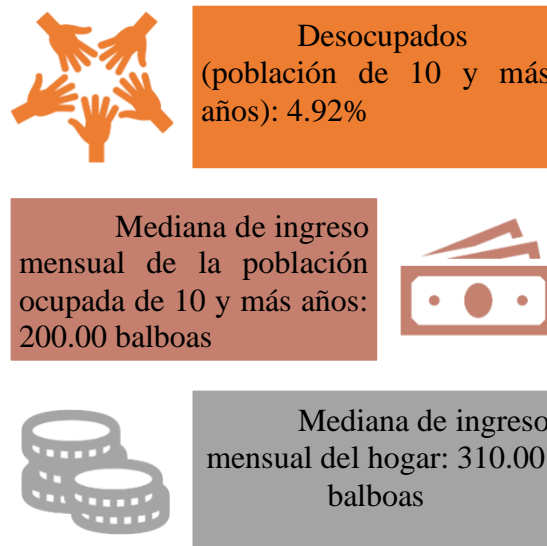 Desocupados
(población de 10 y más
años): 4.92%
Mediana de ingreso
mensual de la población
ocupada de 10 y más años:
200.00 balboas
Mediana de ingreso
mensual del hogar: 310.00
balboas